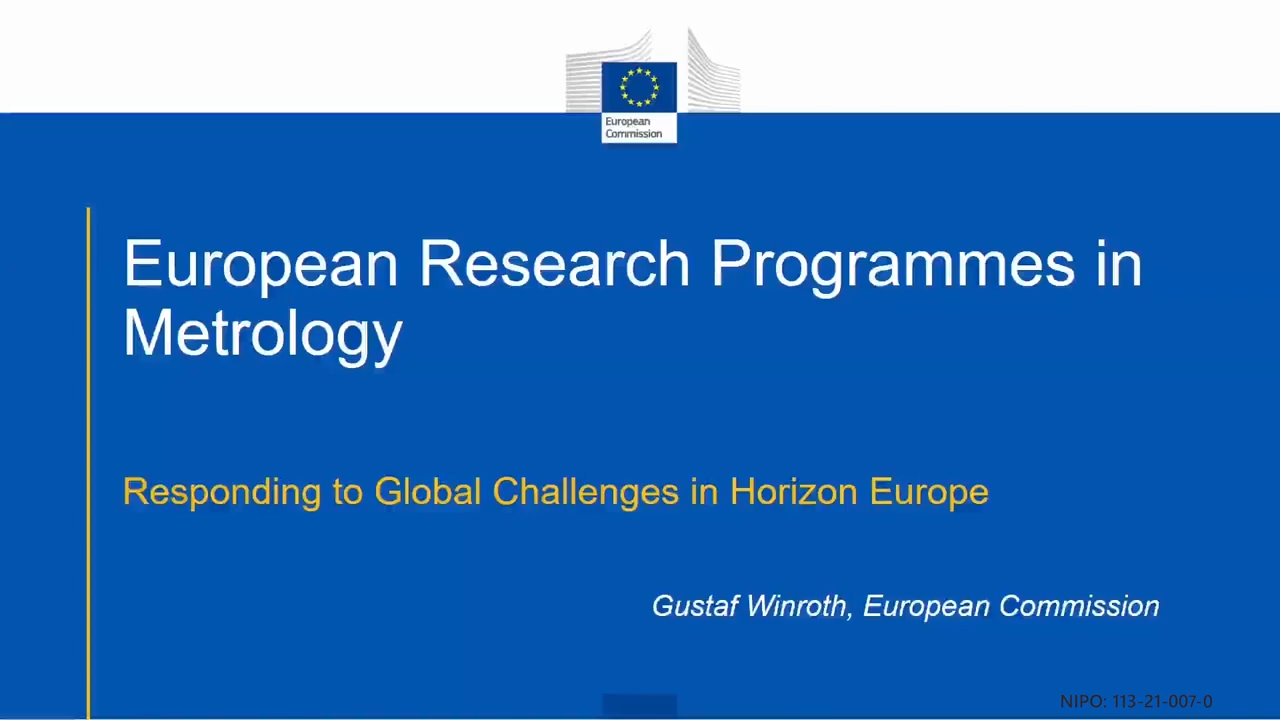 European
Commission
European Research Programmes in
Metrology
Responding to Global Challenges in Horizon Europe
Gustaf Winroth, European Commission
NIPO: 113-21-007-0